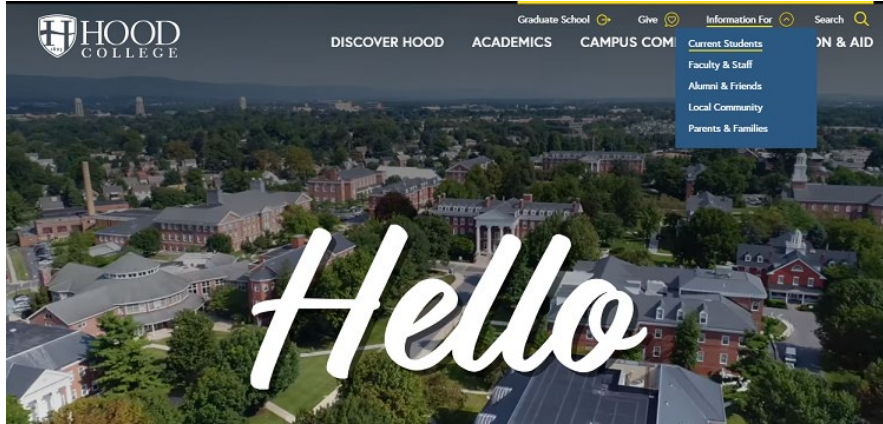 Graduate School Give Information For Search
HOOD
COLLEGE
1893
DISCOVER HOOD ACADEMICS CAMPUS COM ON & AID
Current Students
Faculty & Staff
Alumni & Friends
Local Community
Parents & Families
Hello